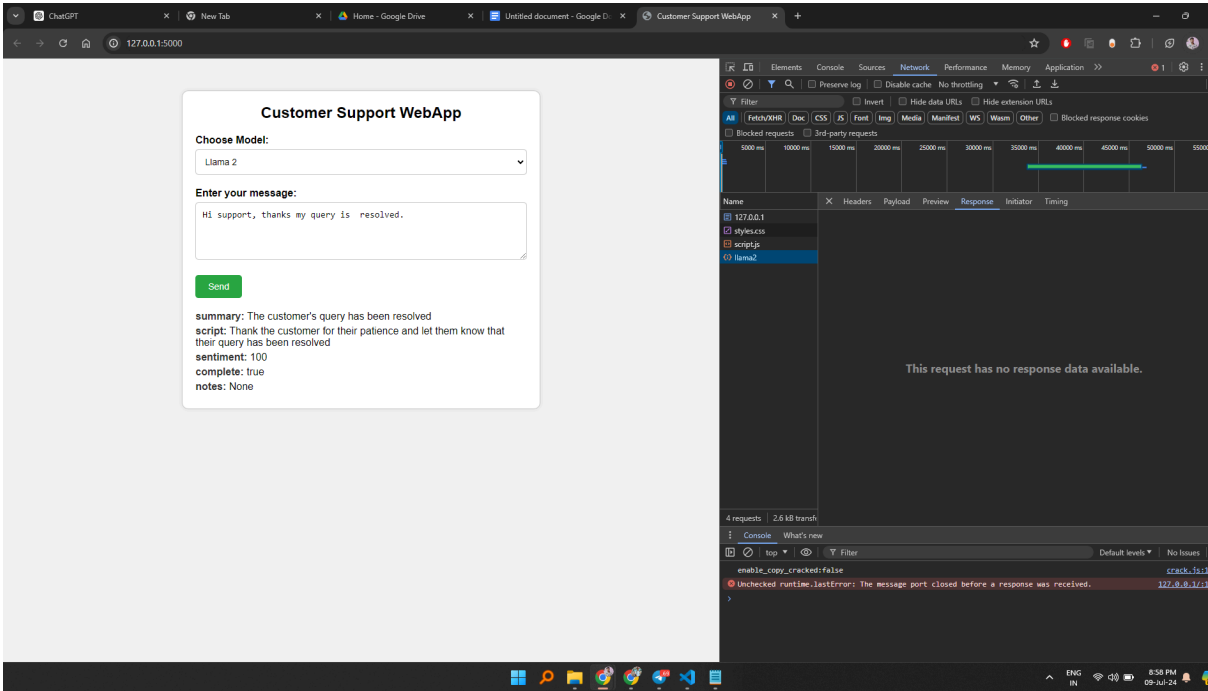 ChatGPT
New Tab
Home - Google Drive
Untitled document - Google Do
Customer Support WebApp
127.0.0.1:5000
Customer Support WebApp
Choose Model:
Llama 2
Enter your message:
Hi support, thanks my query is  resolved.
Send
summary: The customer's query has been resolved
script: Thank the customer for their patience and let them know that
their query has been resolved
sentiment: 100
complete: true
notes: None
Elements Console Sources Network Performance Memory Application 1
Preserve log Disable cache No throttling
Filter Invert Hide data URLs Hide extension URLs
All Fetch/XHR Doc CSS JS Font Img Media Manifest WS Wasm Other Blocked response cookies
Blocked requests 3rd-party requests
5000 ms 10000 ms 15000 ms 20000 ms 25000 ms 30000 ms 35000 ms 40000 ms 45000 ms 50000 ms 5500
Name Headers Payload Preview Response Initiator Timing
127.0.0.1
styles.css
script.js
llama2
This request has no response data available.
4 requests 2.6 kB transfe
Console What's new
top Filter Default levels No Issues
enable_copy_cracked:false crack.js:1
Unchecked runtime.lastError: The message port closed before a response was received. 127.0.0.1/:1
ENG
IN
8:58 PM
09-Jul-24